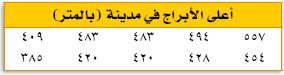 أعلى الأبراج في مدينة (بالمتر)
٥٥٧ ٤٩٤ ٤٨٣ ٤٨٣ ٤٠٩
٤٥٤ ٤٢٨ ٤٢٠ ٤٢٠ ٣٨٥